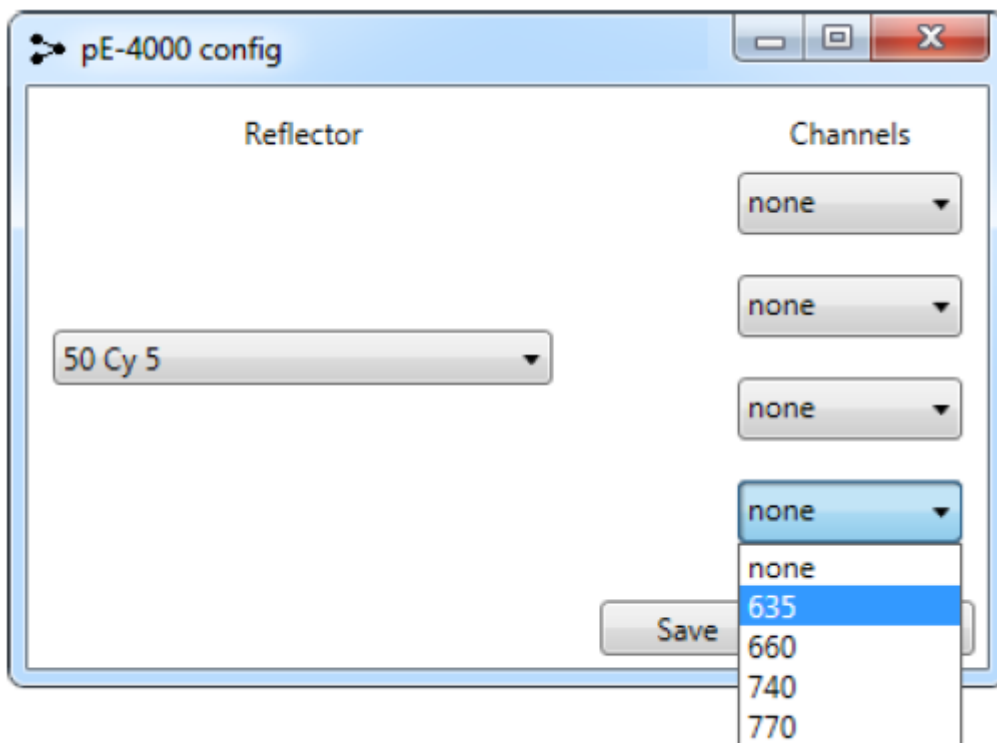 pE-4000 config
Reflector
Channels
none
none
50 Cy 5
none
none
none
635
Save
660
740
770